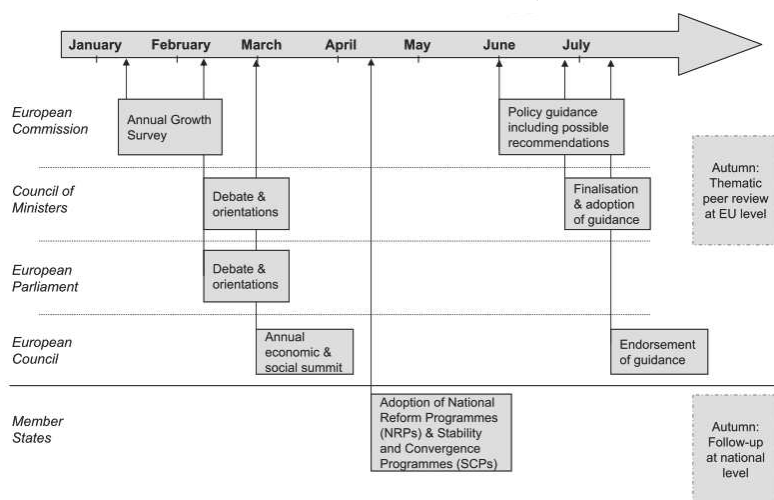 January February March April May June July
European
Commission
Annual Growth
Survey
Policy guidance
including possible
recommendations
Autumn:
Thematic
peer review
at EU level
Council of
Ministers
Debate &
orientations
Finalisation
& adoption
of guidance
European
Parliament
Debate &
orientations
European
Council
Annual
economic &
social summit
Endorsement
of guidance
Member
States
Adoption of National
Reform Programmes
(NRPs) & Stability
and Convergence
Programmes (SCPs)
Autumn:
Follow-up
at national
level